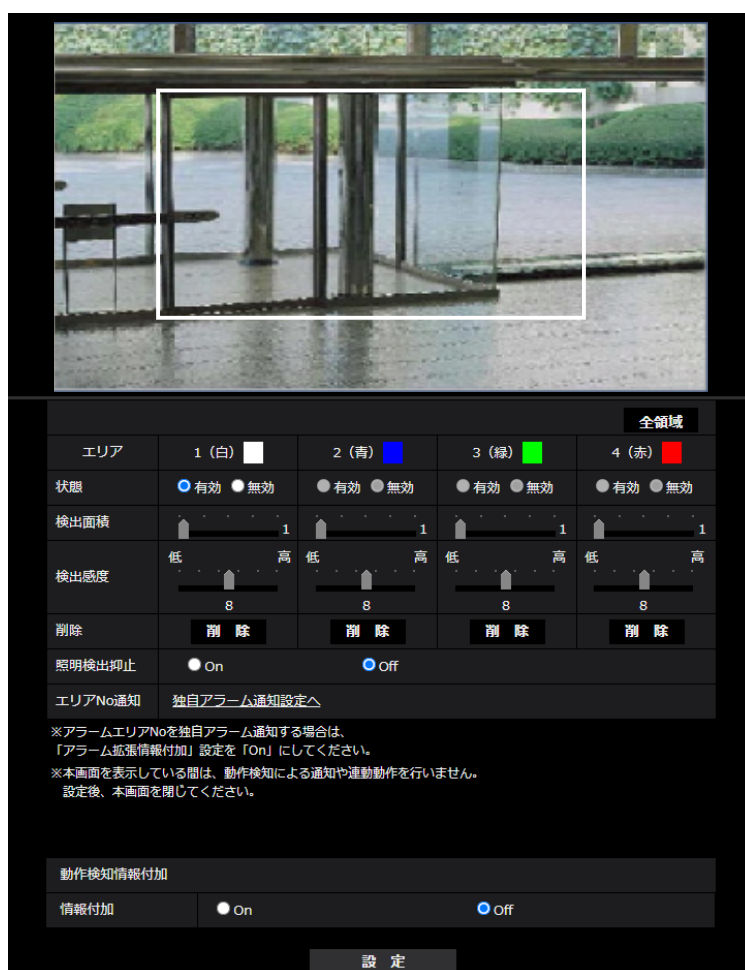 全領域
エリア 1（白） 2（青） 3（緑） 4（赤）
状態 有効 無効 有効 無効 有効 無効 有効 無効
検出面積 1 1 1 1
低 高 低 高 低 高 低 高
検出感度
8 8 8 8
削除 削 除 削 除 削 除 削 除
照明検出抑止 On Off
エリアNo通知 独自アラーム通知設定へ
※アラームエリアNoを独自アラーム通知する場合は、
「アラーム拡張情報付加」設定を「On」にしてください。
※本画面を表示している間は、動作検知による通知や連動動作を行いません。
設定後、本画面を閉じてください。
動作検知情報付加
情報付加 On Off
設 定